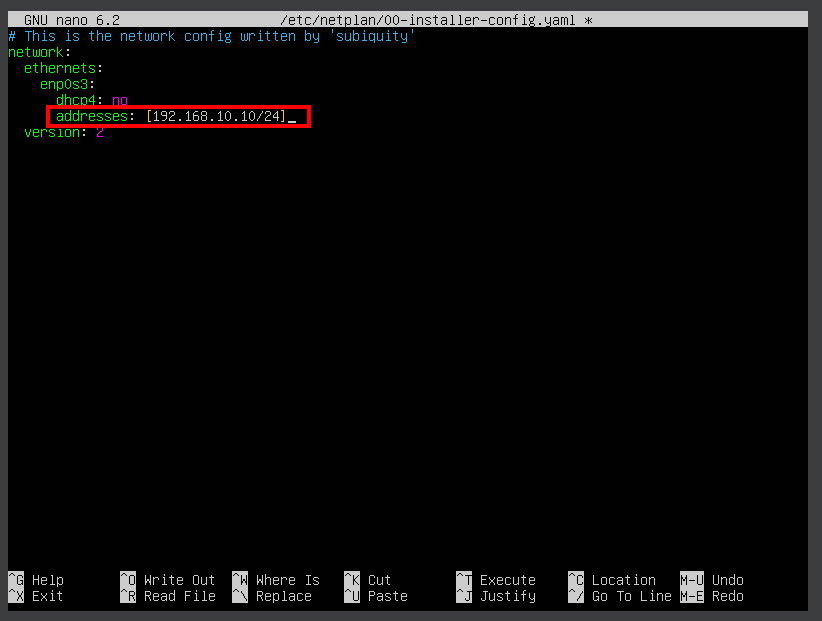 GNU nano 6.2 /etc/netplan/00-installer-config.yaml *
# This is the network config written by 'subiquity'
network:
  ethernets:
    enp0s3:
      dhcp4: no
      addresses: [192.168.10.10/24]_
  version: 2
^G Help ^O Write Out ^W Where Is ^K Cut ^T Execute ^C Location M-U Undo
^X Exit ^R Read File ^\ Replace ^U Paste ^J Justify ^/ Go To Line M-E Redo